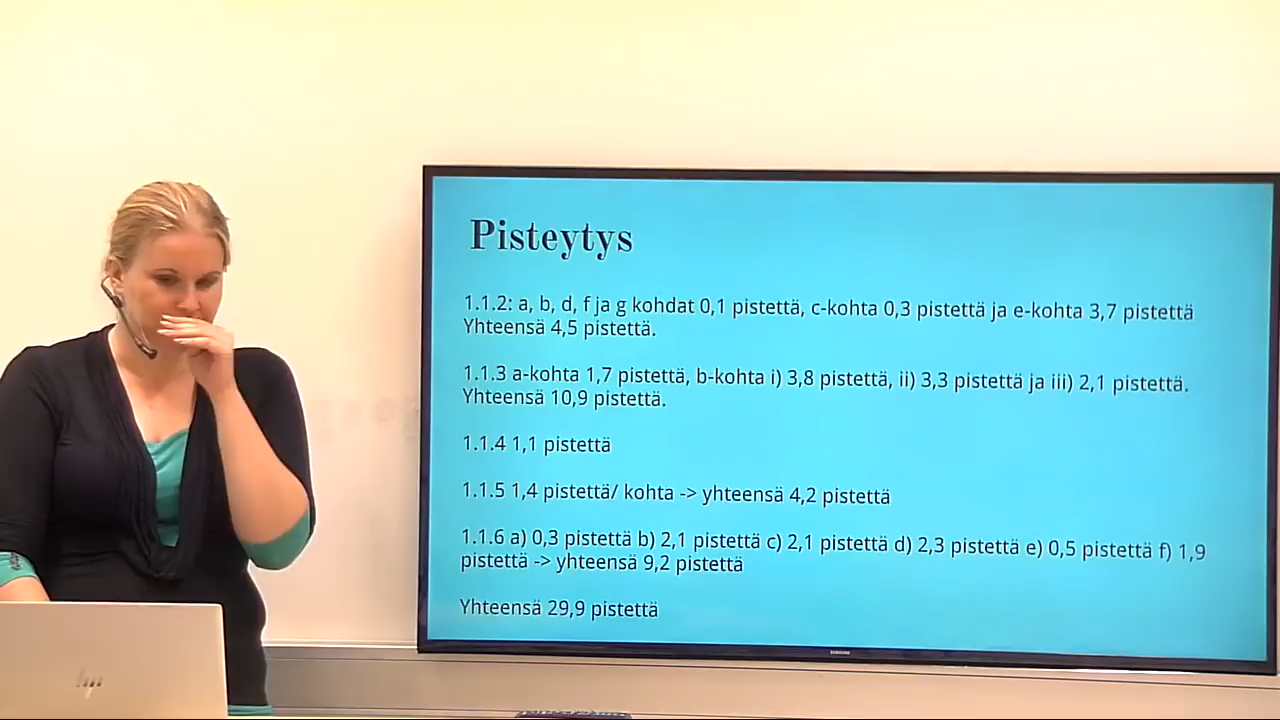 Pisteytys
1.1.2: a, b, d, f ja g kohdat 0,1 pistettä, c-kohta 0,3 pistettä ja e-kohta 3,7 pistettä
Yhteensä 4,5 pistettä.
1.1.3 a-kohta 1,7 pistettä, b-kohta i) 3,8 pistettä, ii) 3,3 pistettä ja iii) 2,1 pistettä.
Yhteensä 10,9 pistettä.
1.1.4 1,1 pistettä
1.1.5 1,4 pistettä/ kohta -> yhteensä 4,2 pistettä
1.1.6 a) 0,3 pistettä b) 2,1 pistettä c) 2,1 pistettä d) 2,3 pistettä e) 0,5 pistettä f) 1,9
pistettä -> yhteensä 9,2 pistettä
Yhteensä 29,9 pistettä
SAMSUNG
hp